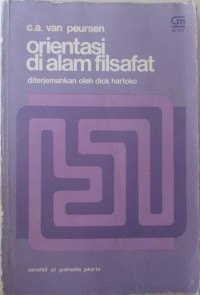 c.a. van peursen
orientasi
di alam filsafat
diterjemahkan oleh dick hartoko
penerbit pt gramedia jakarta